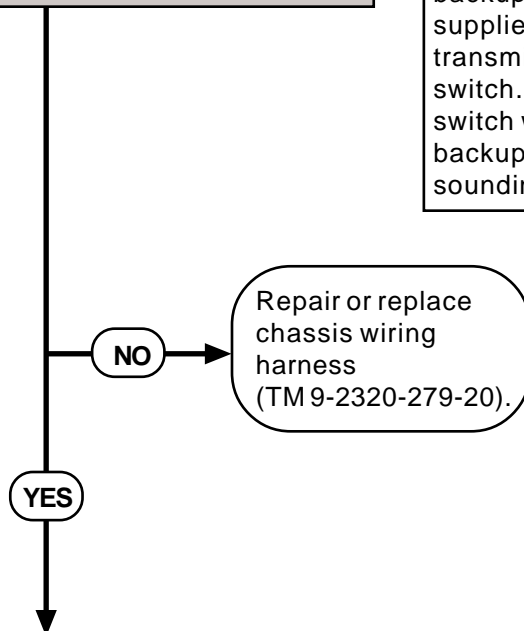 backup
supplie
transm
switch.
switch
backup
soundin
NO
Repair or replace
chassis wiring
harness
(TM 9-2320-279-20).
YES